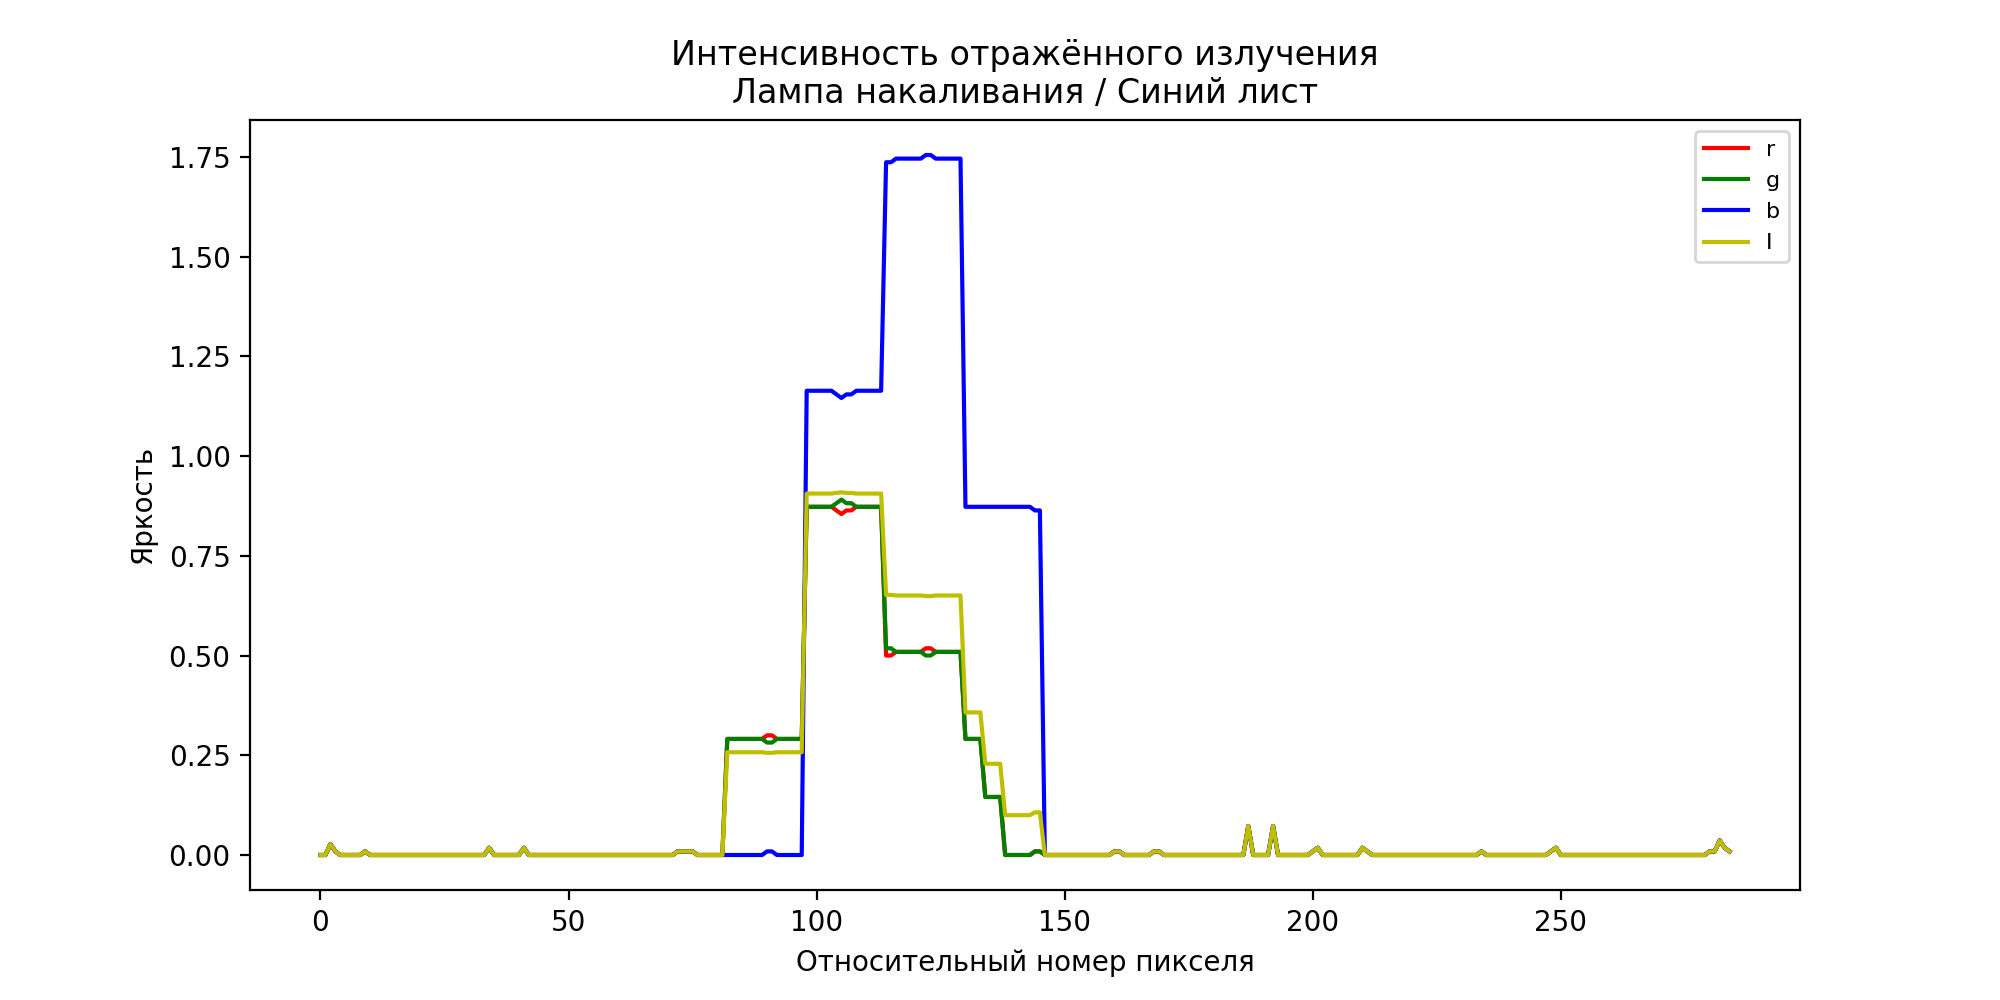 Интенсивность отражённого излучения
Лампа накаливания / Синий лист
1.75
1.50
1.25
1.00
0.75
0.50
0.25
0.00
Яркость
r
g
b
I
0 50 100 150 200 250
Относительный номер пикселя